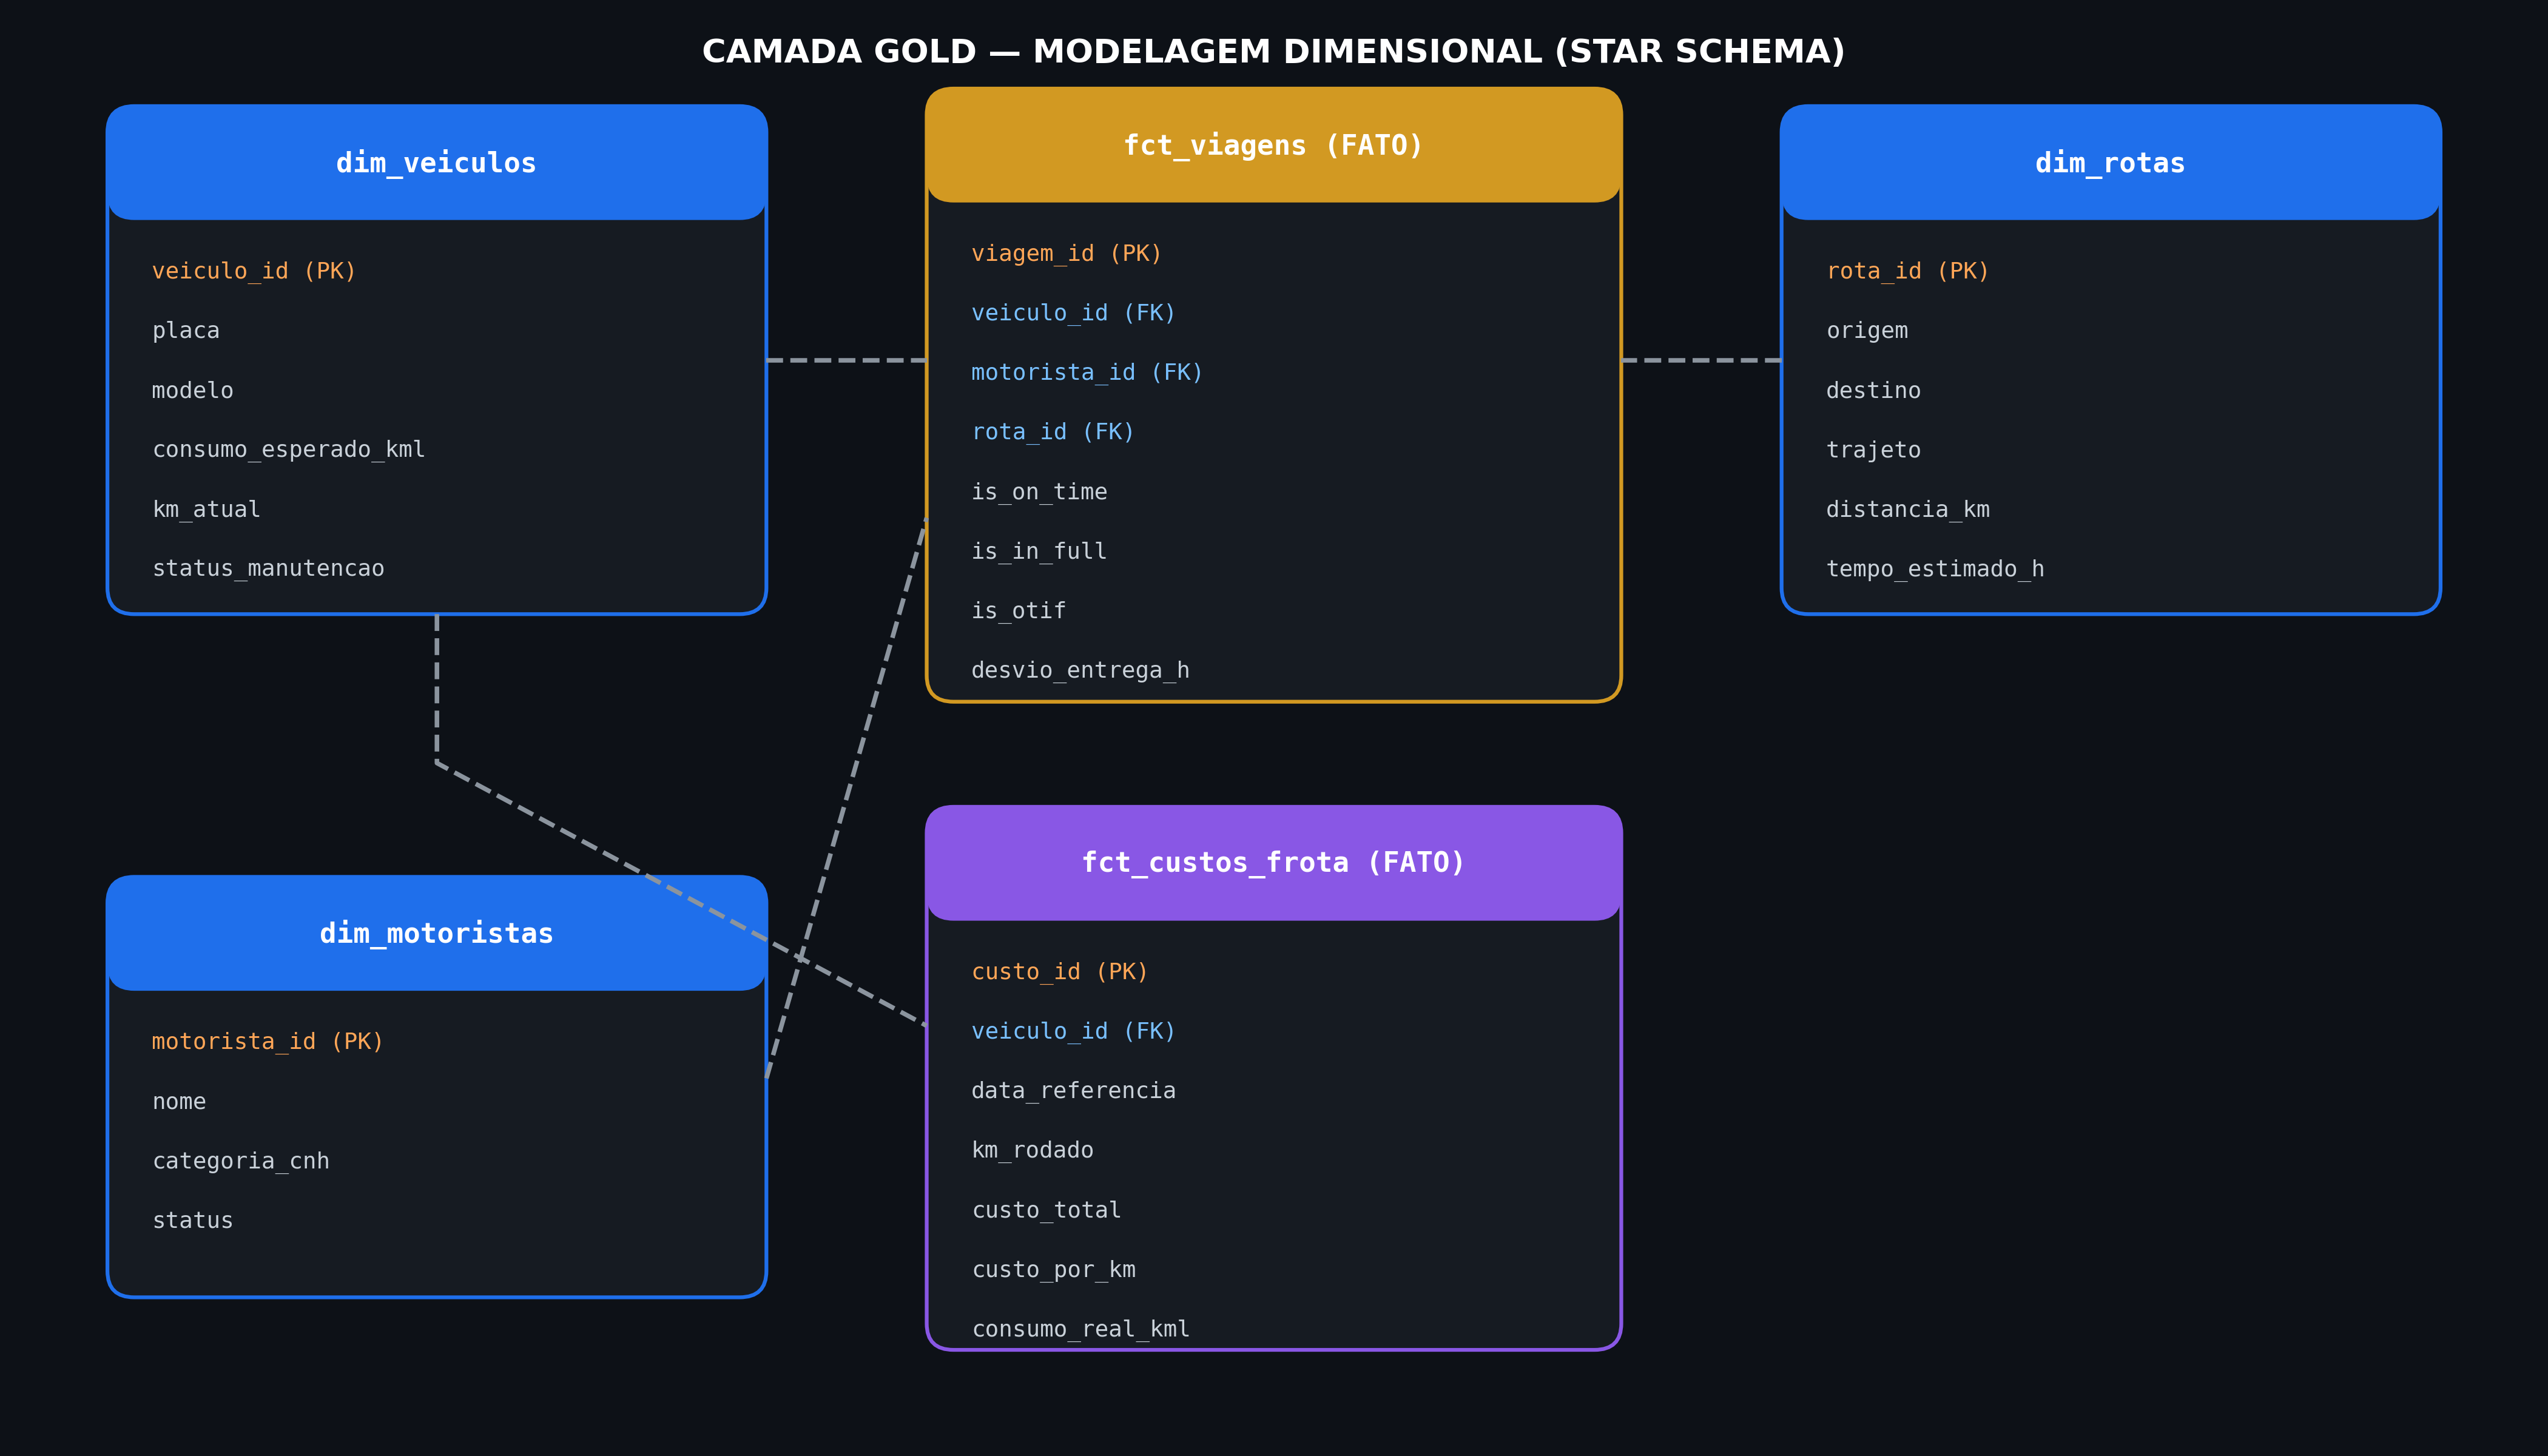 CAMADA GOLD — MODELAGEM DIMENSIONAL (STAR SCHEMA)
dim_veiculos
veiculo_id (PK)
placa
modelo
consumo_esperado_kml
km_atual
status_manutencao
fct_viagens (FATO)
viagem_id (PK)
veiculo_id (FK)
motorista_id (FK)
rota_id (FK)
is_on_time
is_in_full
is_otif
desvio_entrega_h
dim_rotas
rota_id (PK)
origem
destino
trajeto
distancia_km
tempo_estimado_h
dim_motoristas
motorista_id (PK)
nome
categoria_cnh
status
fct_custos_frota (FATO)
custo_id (PK)
veiculo_id (FK)
data_referencia
km_rodado
custo_total
custo_por_km
consumo_real_kml